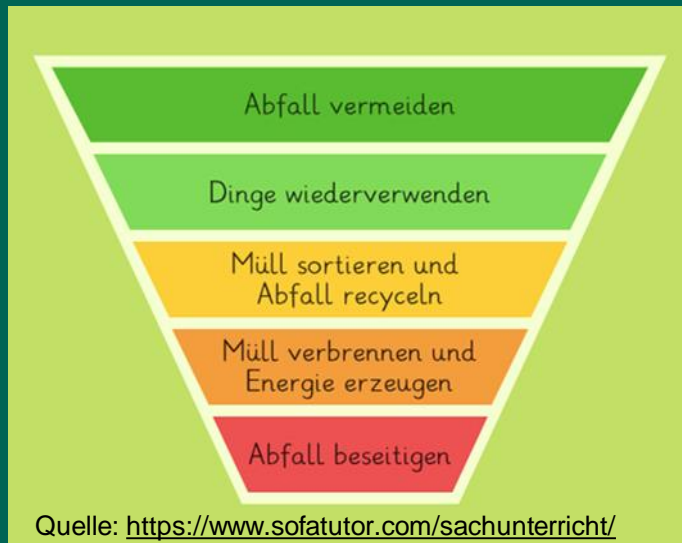 Abfall vermeiden
Dinge wiederverwenden
Müll sortieren und
Abfall recyceln
Müll verbrennen und
Energie erzeugen
Abfall beseitigen
Quelle: https://www.sofatutor.com/sachunterricht/